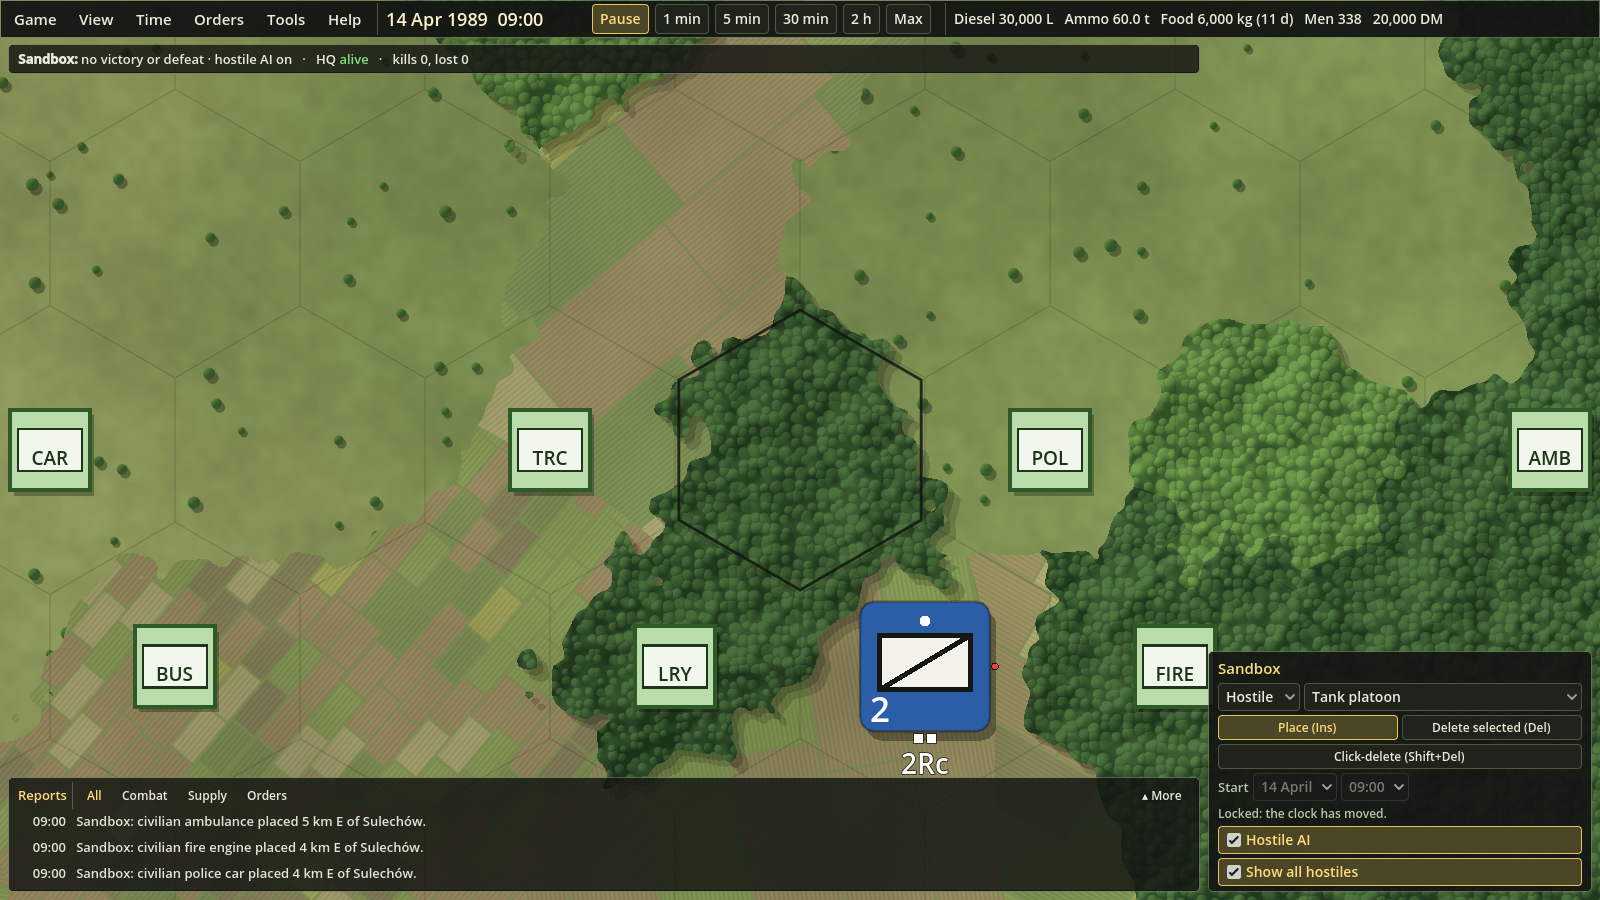 Game View Time Orders Tools Help 14 Apr 1989 09:00 Pause 1 min 5 min 30 min 2 h Max Diesel 30,000 L Ammo 60.0 t Food 6,000 kg (11 d) Men 338 20,000 DM
Sandbox: no victory or defeat · hostile AI on · HQ alive · kills 0, lost 0
CAR TRC POL AMB
BUS LRY FIRE
2
2Rc
Sandbox
Hostile Tank platoon
Place (Ins) Delete selected (Del)
Click-delete (Shift+Del)
Start 14 April 09:00
Locked: the clock has moved.
Hostile AI
Show all hostiles
Reports All Combat Supply Orders ▴ More
09:00 Sandbox: civilian ambulance placed 5 km E of Sulechów.
09:00 Sandbox: civilian fire engine placed 4 km E of Sulechów.
09:00 Sandbox: civilian police car placed 4 km E of Sulechów.